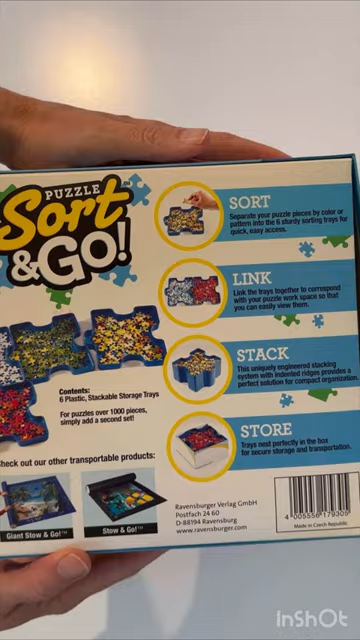 PUZZLE
Sort
& GO!
SORT
Separate your puzzle pieces by color or
pattern into the 6 sturdy sorting trays for
quick, easy access.
LINK
Link the trays together to correspond
with your puzzle work space so that
you can easily view them.
STACK
This uniquely engineered stacking
system with indented ridges provides a
perfect solution for compact organization.
STORE
Trays nest perfectly in the box
for secure storage and transportation.
Contents:
6 Plastic, Stackable Storage Trays
For puzzles over 1000 pieces,
simply add a second set!
heck out our other transportable products:
Giant Stow & Go!™
Stow & Go!™
Ravensburger Verlag GmbH
Postfach 24 60
D-88194 Ravensburg
www.ravensburger.com
4 005556 179305
Made in Czech Republic
InShOt